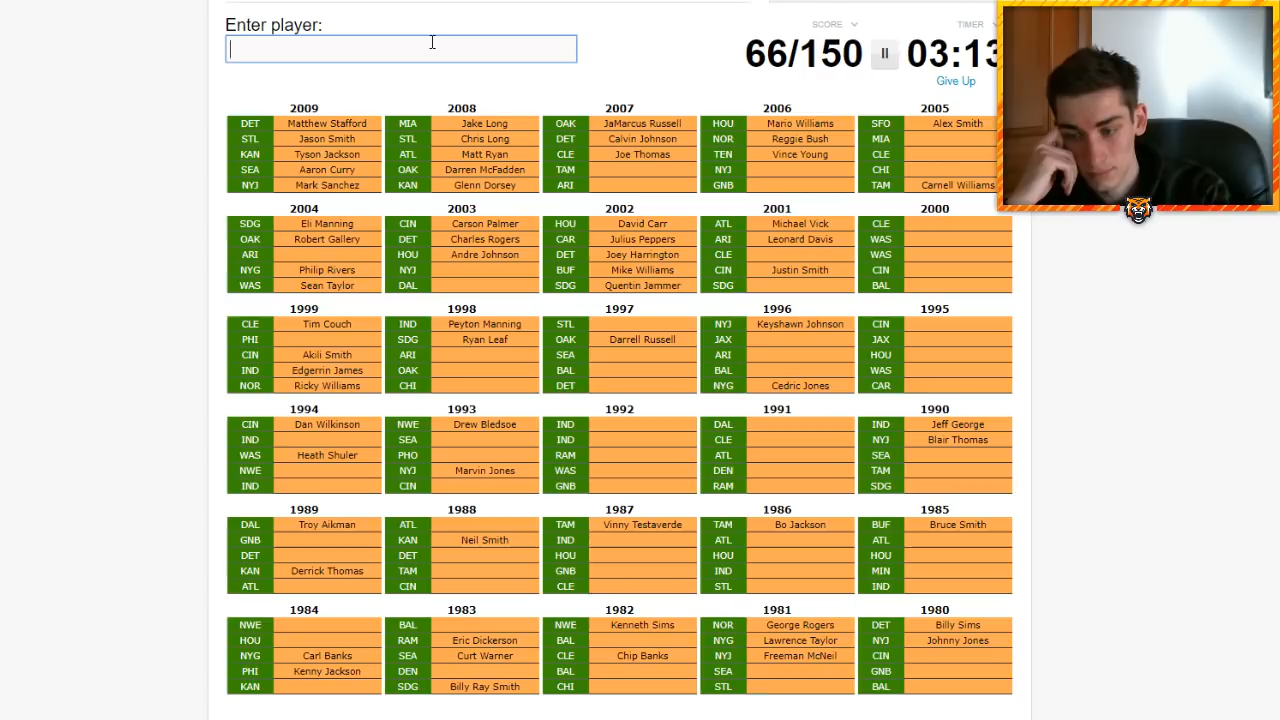 Enter player:
SCORE TIMER
66/150 03:13
Give Up
2009 2008 2007 2006 2005
DET Matthew Stafford MIA Jake Long OAK JaMarcus Russell HOU Mario Williams SFO Alex Smith
STL Jason Smith STL Chris Long DET Calvin Johnson NOR Reggie Bush MIA
KAN Tyson Jackson ATL Matt Ryan CLE Joe Thomas TEN Vince Young CLE
SEA Aaron Curry OAK Darren McFadden TAM NYJ CHI
NYJ Mark Sanchez KAN Glenn Dorsey ARI GNB TAM Carnell Williams
2004 2003 2002 2001 2000
SDG Eli Manning CIN Carson Palmer HOU David Carr ATL Michael Vick CLE
OAK Robert Gallery DET Charles Rogers CAR Julius Peppers ARI Leonard Davis WAS
ARI HOU Andre Johnson DET Joey Harrington CLE WAS
NYG Philip Rivers NYJ BUF Mike Williams CIN Justin Smith CIN
WAS Sean Taylor DAL SDG Quentin Jammer SDG BAL
1999 1998 1997 1996 1995
CLE Tim Couch IND Peyton Manning STL NYJ Keyshawn Johnson CIN
PHI SDG Ryan Leaf OAK Darrell Russell JAX JAX
CIN Akili Smith ARI SEA ARI HOU
IND Edgerrin James OAK BAL BAL WAS
NOR Ricky Williams CHI DET NYG Cedric Jones CAR
1994 1993 1992 1991 1990
CIN Dan Wilkinson NWE Drew Bledsoe IND DAL IND Jeff George
IND SEA IND CLE NYJ Blair Thomas
WAS Heath Shuler PHO RAM ATL SEA
NWE NYJ Marvin Jones WAS DEN TAM
IND CIN GNB RAM SDG
1989 1988 1987 1986 1985
DAL Troy Aikman ATL TAM Vinny Testaverde TAM Bo Jackson BUF Bruce Smith
GNB KAN Neil Smith IND ATL ATL
DET DET HOU HOU HOU
KAN Derrick Thomas TAM GNB IND MIN
ATL CIN CLE STL IND
1984 1983 1982 1981 1980
NWE BAL NWE Kenneth Sims NOR George Rogers DET Billy Sims
HOU RAM Eric Dickerson BAL NYG Lawrence Taylor NYJ Johnny Jones
NYG Carl Banks SEA Curt Warner CLE Chip Banks NYJ Freeman McNeil CIN
PHI Kenny Jackson DEN BAL SEA GNB
KAN SDG Billy Ray Smith CHI STL BAL